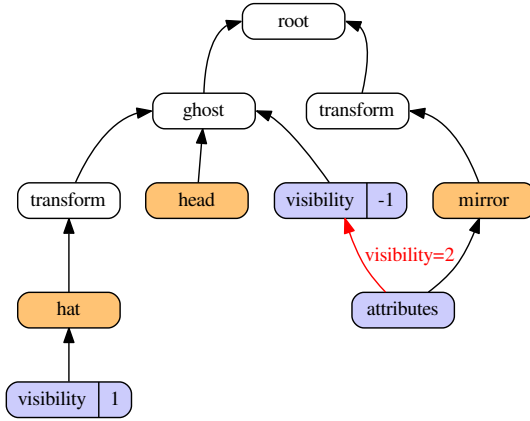 root
ghost
transform
transform
head
visibility -1
mirror
visibility=2
hat
attributes
visibility 1